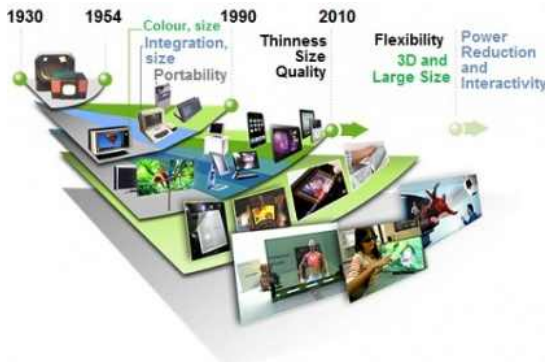 1930
1954
1990
2010
Colour, size
Integration,
size
Portability
Thinness
Size
Quality
Flexibility
3D and
Large Size
Power
Reduction
and
Interactivity